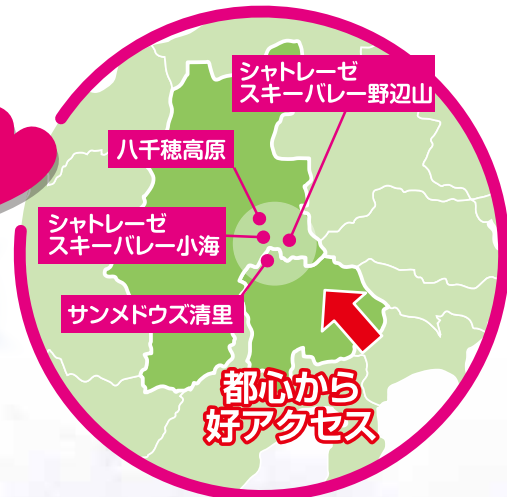 シャトレーゼ
スキーバレー野辺山
八千穂高原
シャトレーゼ
スキーバレー小海
サンメドウズ清里
都心から
好アクセス